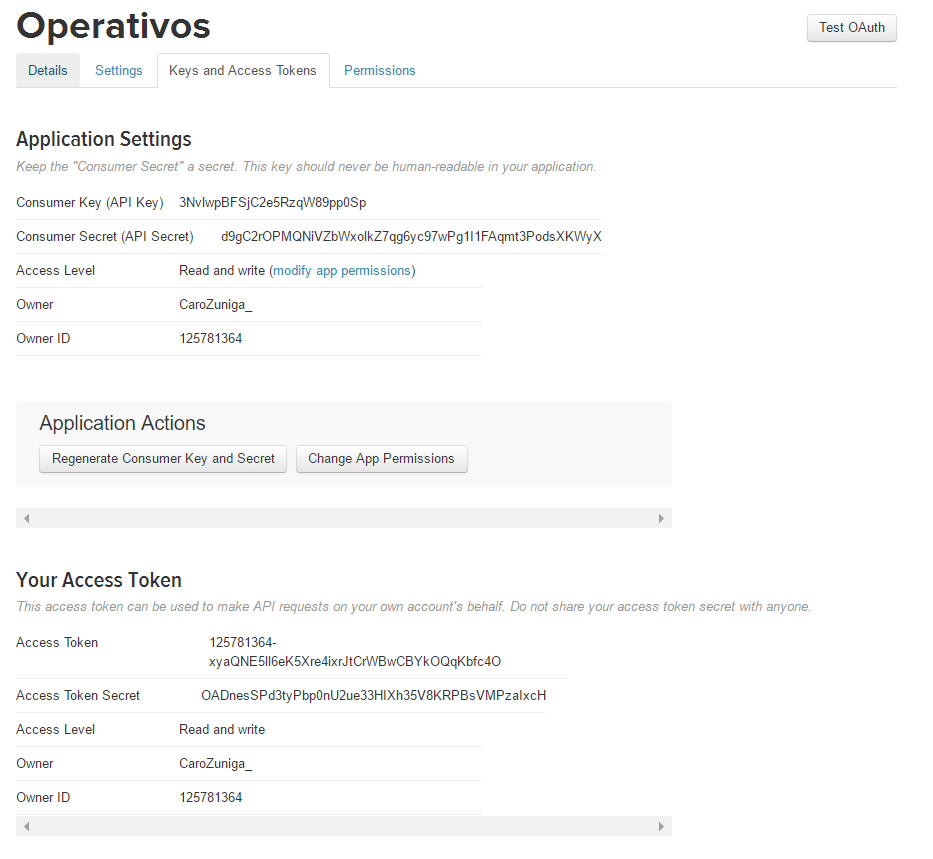 Operativos
Test OAuth
Details Settings Keys and Access Tokens Permissions
Application Settings
Keep the "Consumer Secret" a secret. This key should never be human-readable in your application.
Consumer Key (API Key)
Consumer Secret (API Secret)
Access Level Read and write (modify app permissions)
Owner CaroZuniga_
Owner ID 125781364
Application Actions
Regenerate Consumer Key and Secret Change App Permissions
Your Access Token
This access token can be used to make API requests on your own account's behalf. Do not share your access token secret with anyone.
Access Token 125781364-
Access Token Secret
Access Level Read and write
Owner CaroZuniga_
Owner ID 125781364